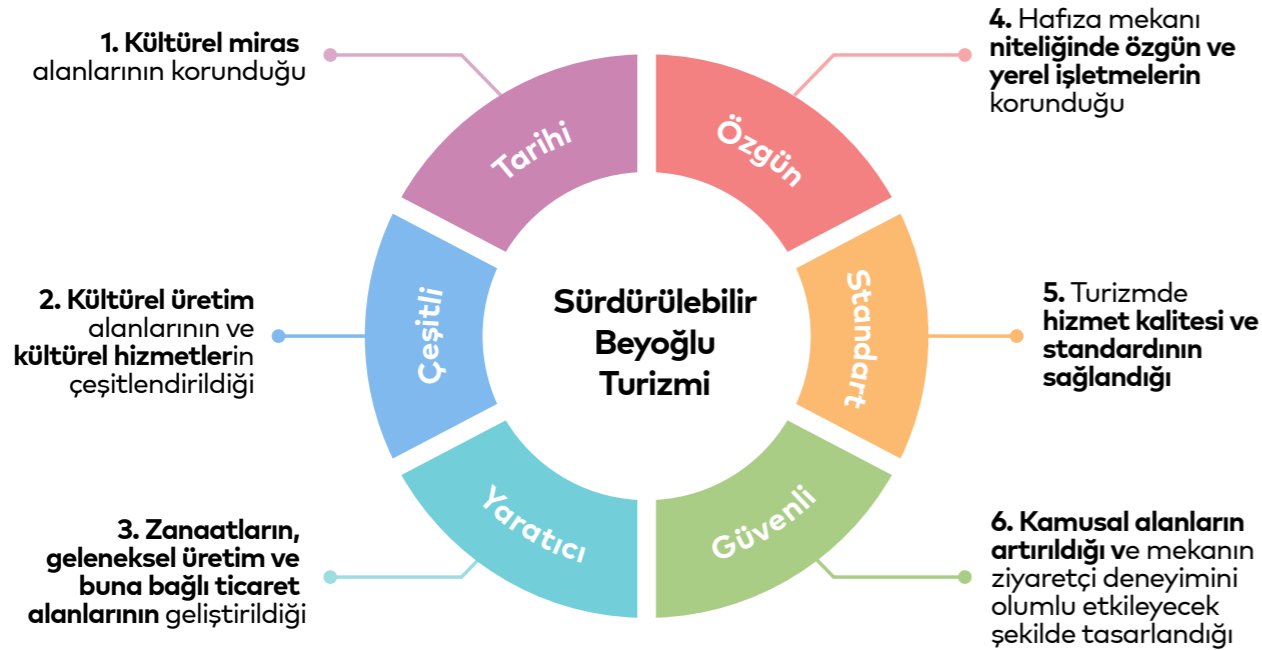 1. Kültürel miras
alanlarının korunduğu
2. Kültürel üretim
alanlarının ve
kültürel hizmetlerin
çeşitlendirildiği
3. Zanaatların,
geleneksel üretim ve
buna bağlı ticaret
alanlarının geliştirildiği
Tarihi
Çeşitli
Yaratıcı
Sürdürülebilir
Beyoğlu
Turizmi
Özgün
Standart
Güvenli
4. Hafıza mekanı
niteliğinde özgün ve
yerel işletmelerin
korunduğu
5. Turizmde
hizmet kalitesi ve
standardının
sağlandığı
6. Kamusal alanların
artırıldığı ve mekanın
ziyaretçi deneyimini
olumlu etkileyecek
şekilde tasarlandığı